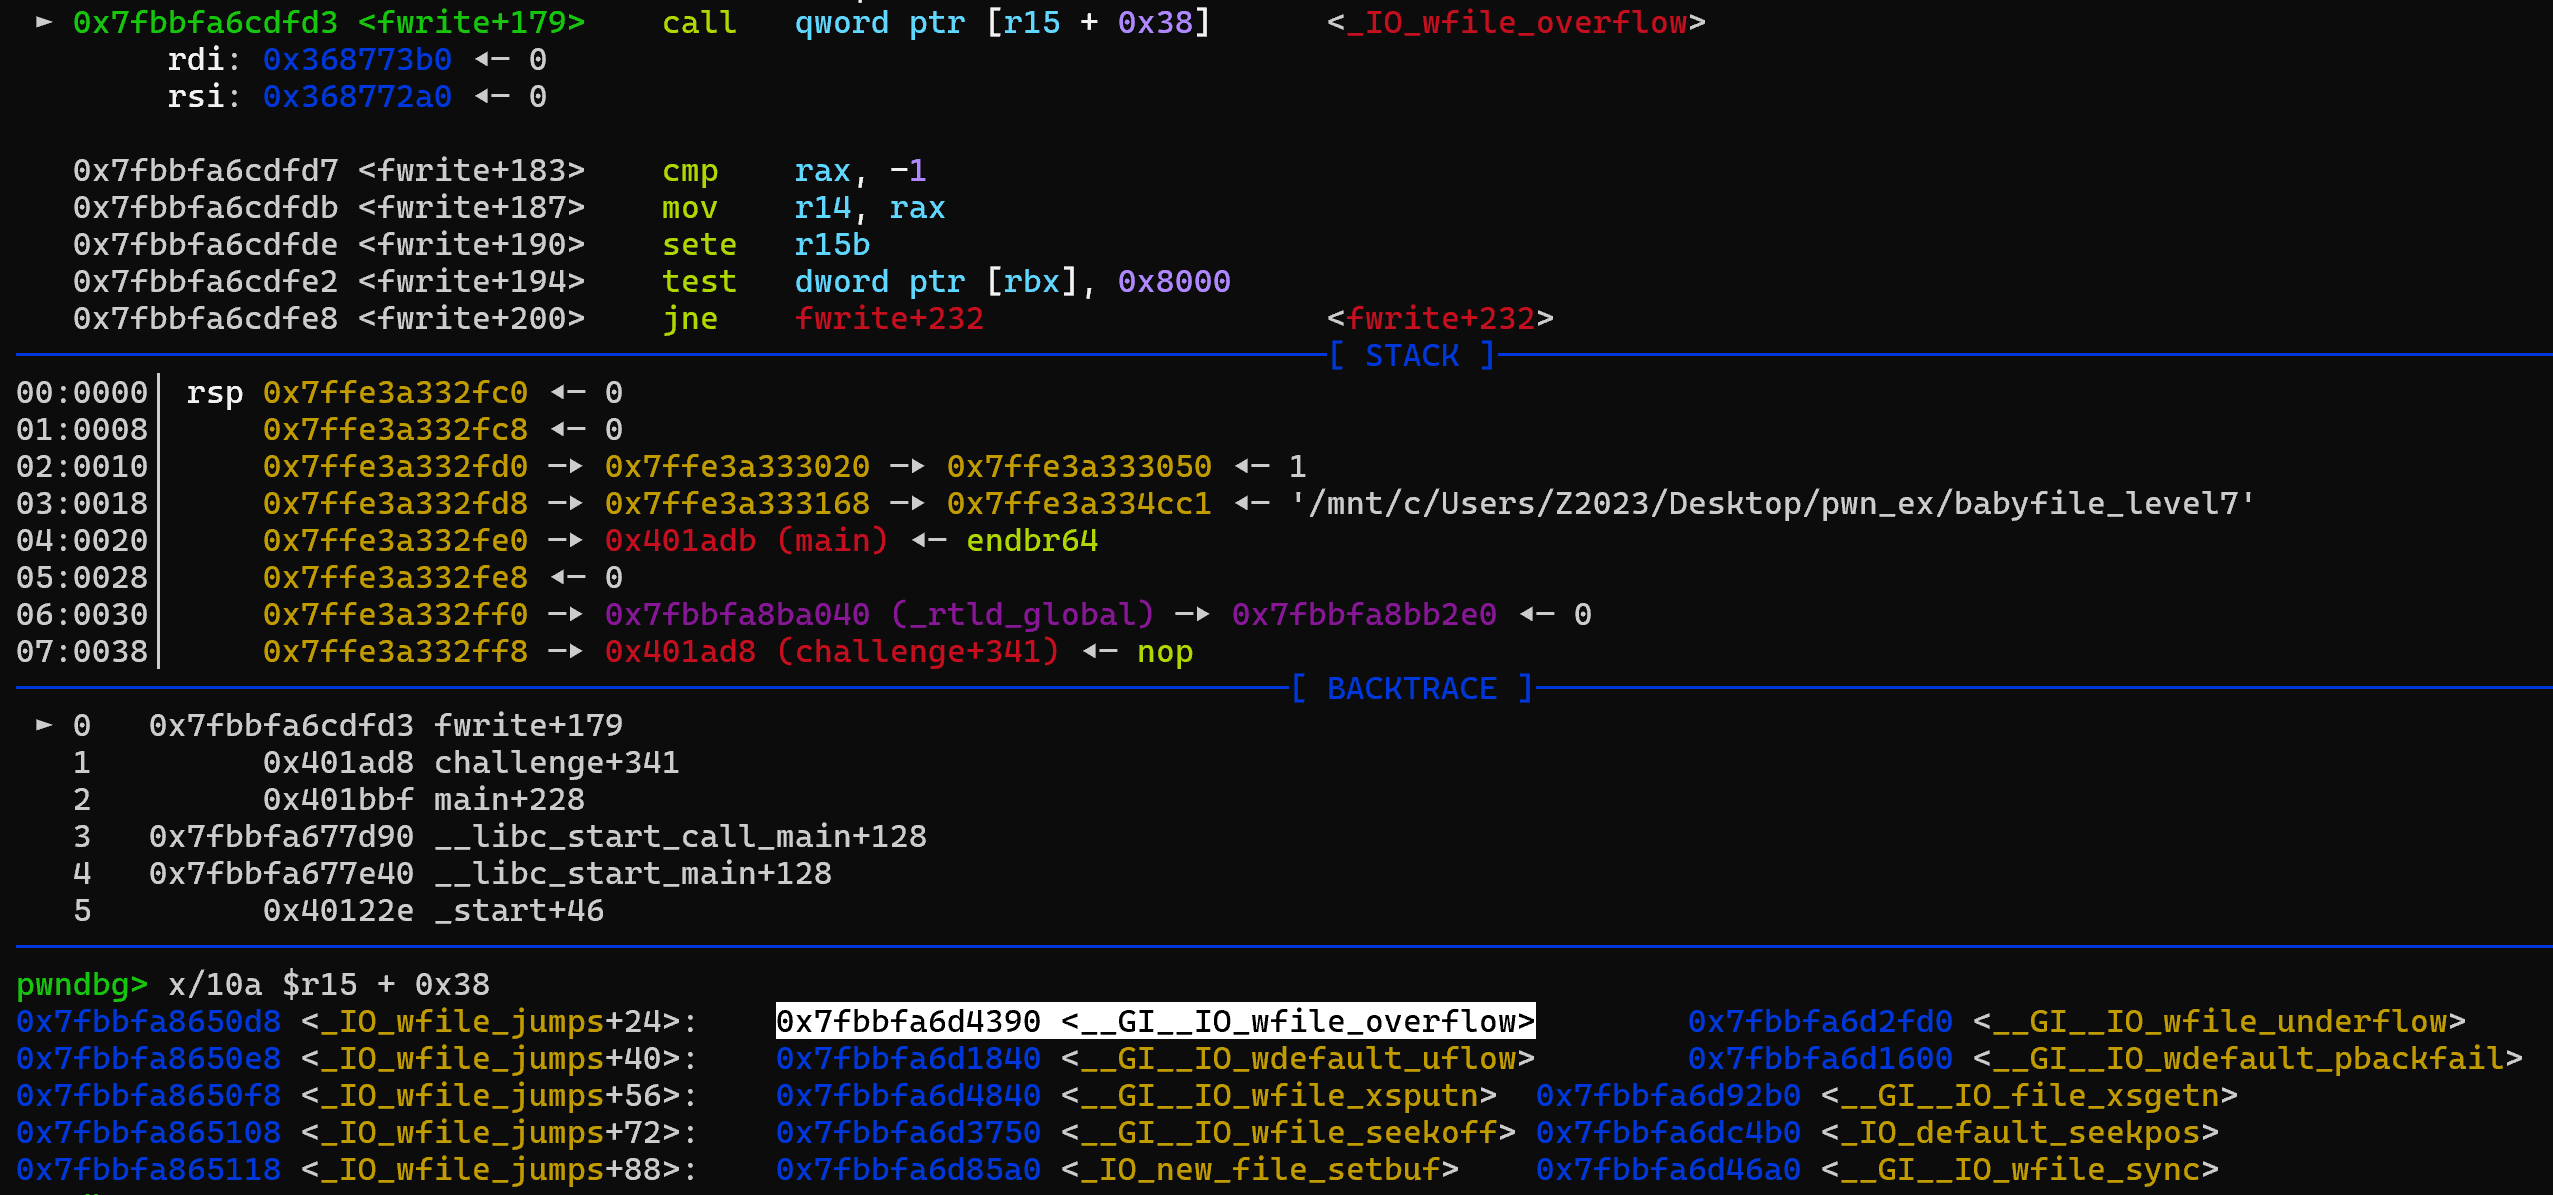 ► 0x7fbbfa6cdfd3 <fwrite+179>    call   qword ptr [r15 + 0x38]      <_IO_wfile_overflow>
rdi: 0x368773b0 ◂— 0
rsi: 0x368772a0 ◂— 0
0x7fbbfa6cdfd7 <fwrite+183>    cmp    rax, -1
0x7fbbfa6cdfdb <fwrite+187>    mov    r14, rax
0x7fbbfa6cdfde <fwrite+190>    sete   r15b
0x7fbbfa6cdfe2 <fwrite+194>    test   dword ptr [rbx], 0x8000
0x7fbbfa6cdfe8 <fwrite+200>    jne    fwrite+232                  <fwrite+232>
[ STACK ]
00:0000│ rsp 0x7ffe3a332fc0 ◂— 0
01:0008│     0x7ffe3a332fc8 ◂— 0
02:0010│     0x7ffe3a332fd0 —▸ 0x7ffe3a333020 —▸ 0x7ffe3a333050 ◂— 1
03:0018│     0x7ffe3a332fd8 —▸ 0x7ffe3a333168 —▸ 0x7ffe3a334cc1 ◂— '/mnt/c/Users/Z2023/Desktop/pwn_ex/babyfile_level7'
04:0020│     0x7ffe3a332fe0 —▸ 0x401adb (main) ◂— endbr64
05:0028│     0x7ffe3a332fe8 ◂— 0
06:0030│     0x7ffe3a332ff0 —▸ 0x7fbbfa8ba040 (_rtld_global) —▸ 0x7fbbfa8bb2e0 ◂— 0
07:0038│     0x7ffe3a332ff8 —▸ 0x401ad8 (challenge+341) ◂— nop
[ BACKTRACE ]
► 0   0x7fbbfa6cdfd3 fwrite+179
1         0x401ad8 challenge+341
2         0x401bbf main+228
3   0x7fbbfa677d90 __libc_start_call_main+128
4   0x7fbbfa677e40 __libc_start_main+128
5         0x40122e _start+46
pwndbg> x/10a $r15 + 0x38
0x7fbbfa8650d8 <_IO_wfile_jumps+24>:    0x7fbbfa6d4390 <__GI__IO_wfile_overflow>        0x7fbbfa6d2fd0 <__GI__IO_wfile_underflow>
0x7fbbfa8650e8 <_IO_wfile_jumps+40>:    0x7fbbfa6d1840 <__GI__IO_wdefault_uflow>        0x7fbbfa6d1600 <__GI__IO_wdefault_pbackfail>
0x7fbbfa8650f8 <_IO_wfile_jumps+56>:    0x7fbbfa6d4840 <__GI__IO_wfile_xsputn>  0x7fbbfa6d92b0 <__GI__IO_file_xsgetn>
0x7fbbfa865108 <_IO_wfile_jumps+72>:    0x7fbbfa6d3750 <__GI__IO_wfile_seekoff> 0x7fbbfa6dc4b0 <_IO_default_seekpos>
0x7fbbfa865118 <_IO_wfile_jumps+88>:    0x7fbbfa6d85a0 <_IO_new_file_setbuf>    0x7fbbfa6d46a0 <__GI__IO_wfile_sync>